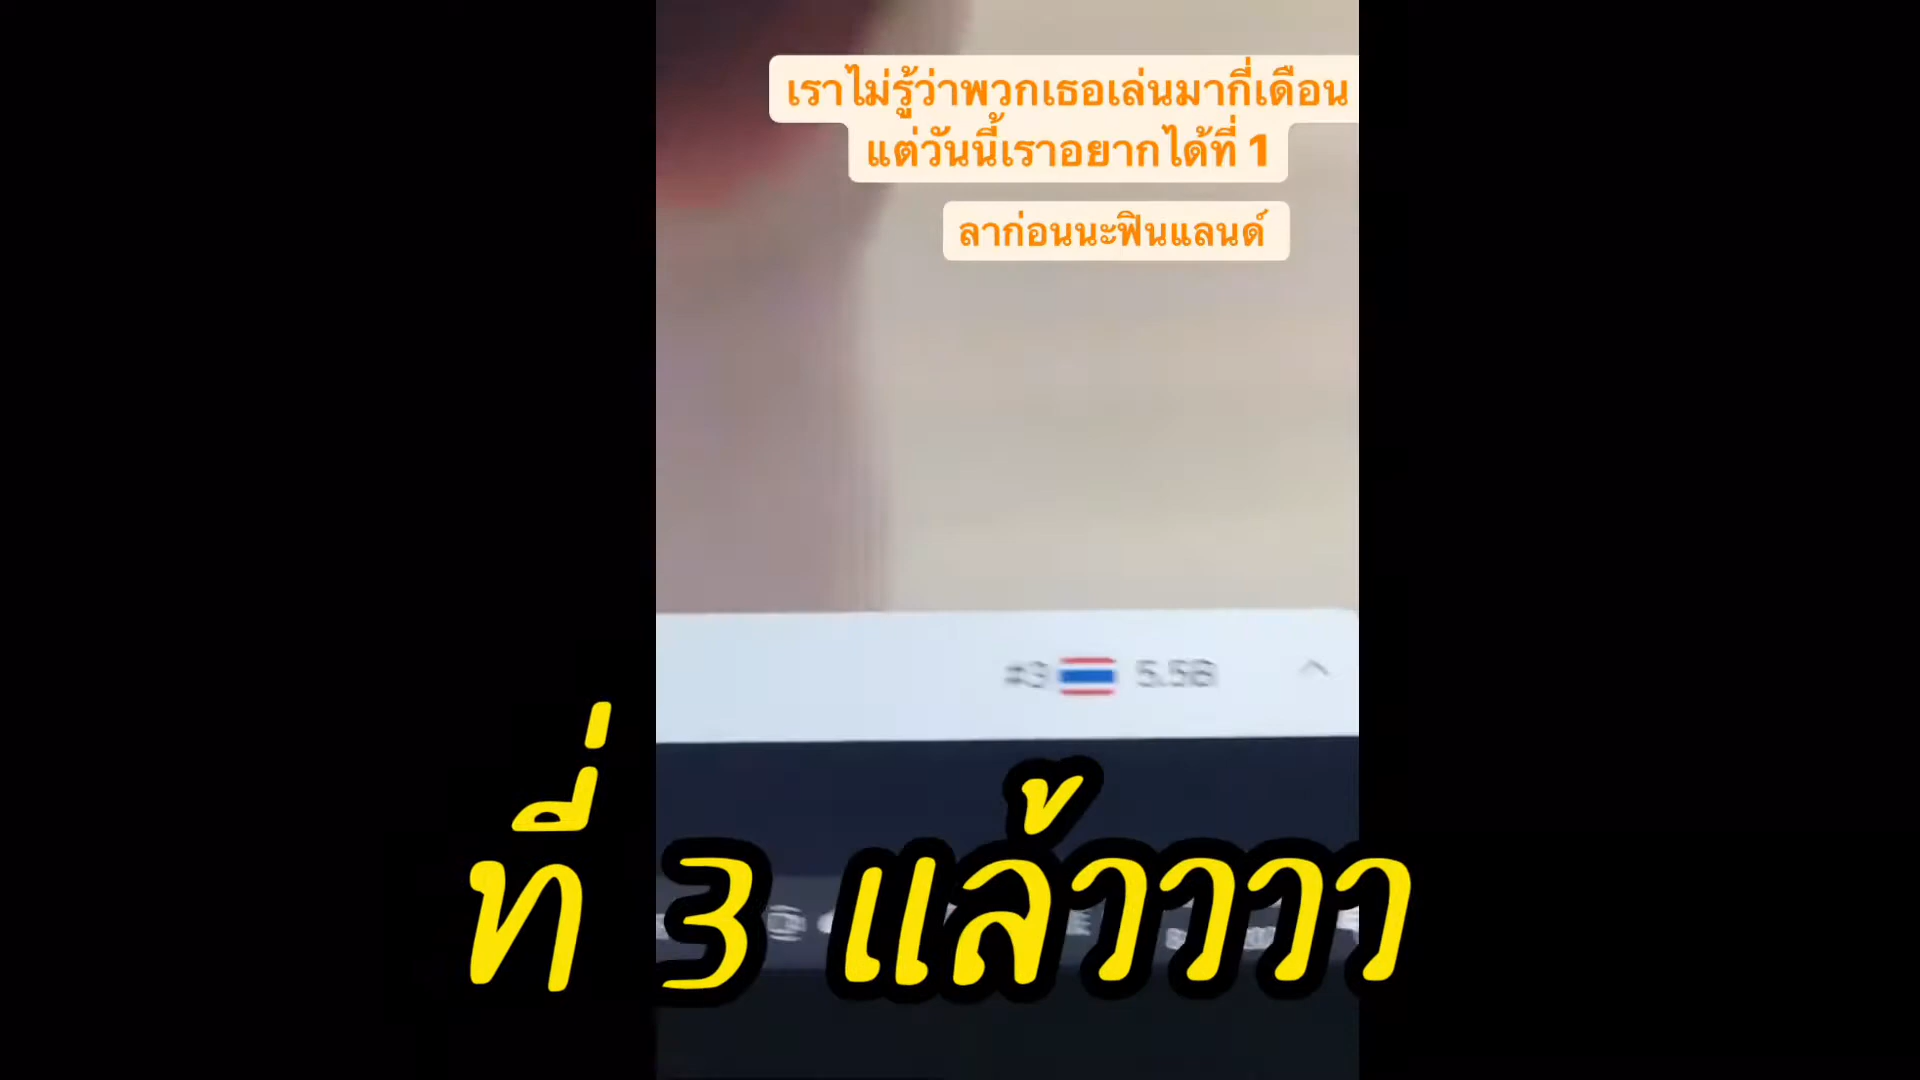 เราไม่รู้ว่าพวกเธอเล่นมากี่เดือน
แต่วันนี้เราอยากได้ที่ 1
ลาก่อนนะฟินแลนด์
#3 5.5B
ที่ 3 แล้วววว